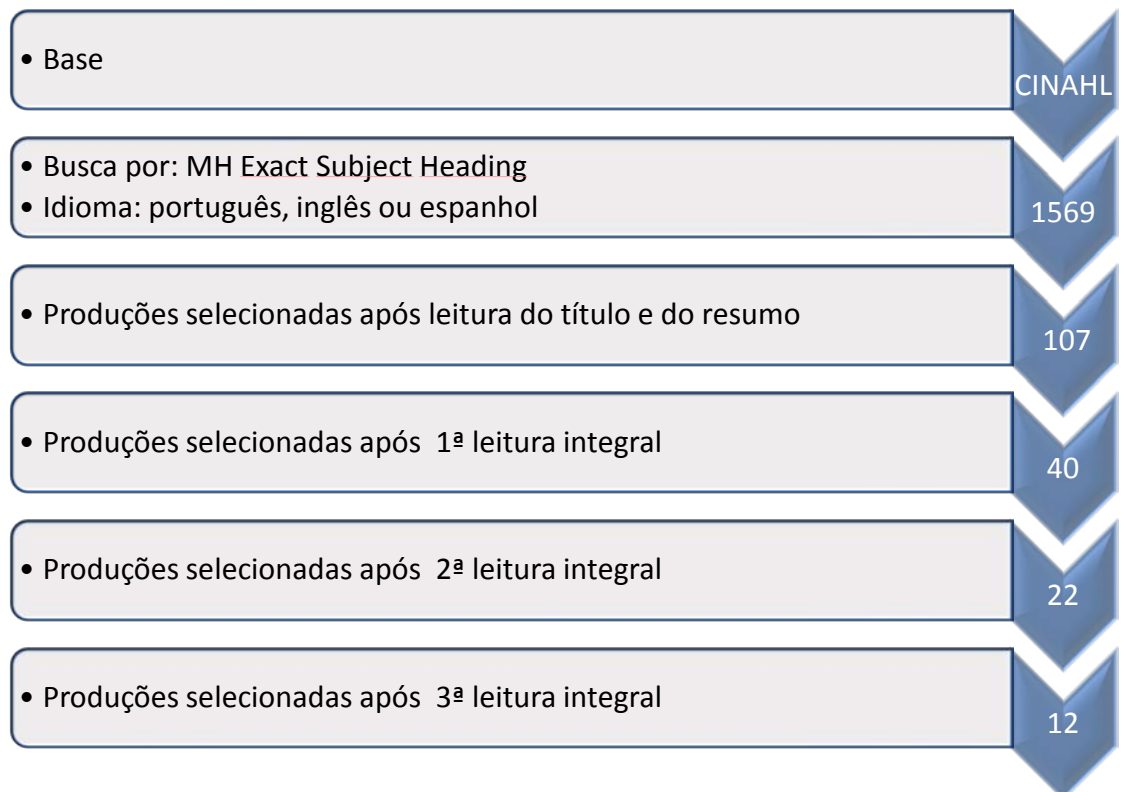 • Base
CINAHL
• Busca por: MH Exact Subject Heading
• Idioma: português, inglês ou espanhol
1569
• Produções selecionadas após leitura do título e do resumo
107
• Produções selecionadas após 1ª leitura integral
40
• Produções selecionadas após 2ª leitura integral
22
• Produções selecionadas após 3ª leitura integral
12